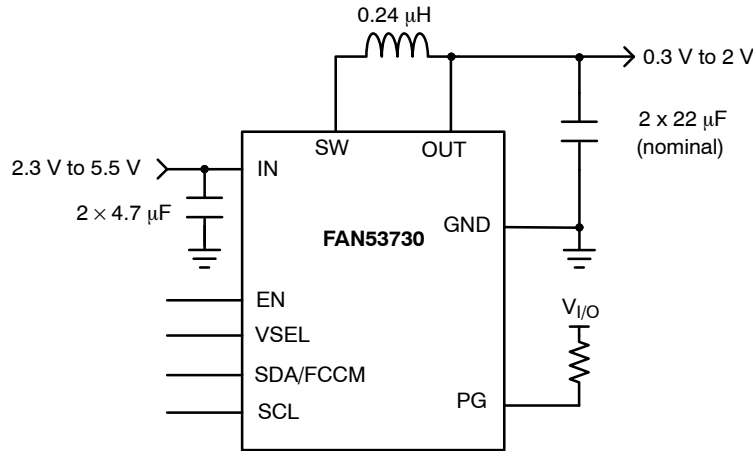 0.24 μH
0.3 V to 2 V
SW
OUT
2 x 22 μF
(nominal)
2.3 V to 5.5 V
IN
2 × 4.7 μF
GND
FAN53730
EN
VSEL
SDA/FCCM
SCL
V_I/O
PG